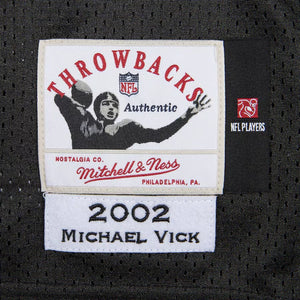 THROWBACKS
NFL
Authentic
NFL PLAYERS
NOSTALGIA CO.
Mitchell & Ness
PHILADELPHIA, PA.
2002
MICHAEL VICK